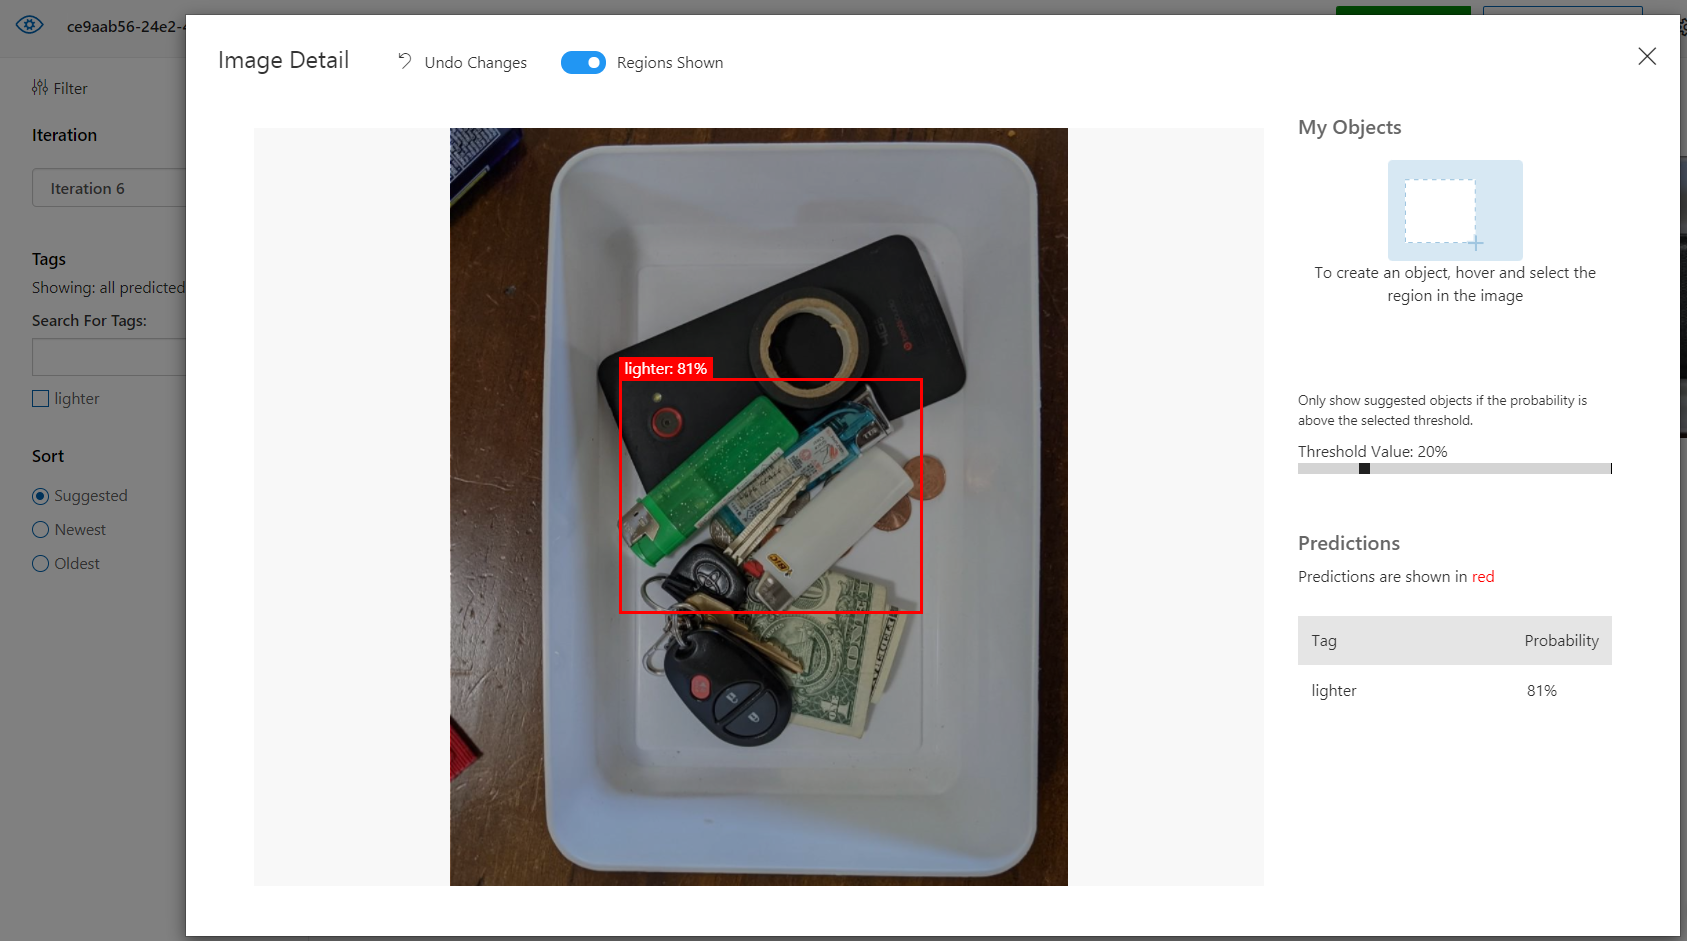 ce9aab56-24e2-4
Image Detail
Undo Changes
Regions Shown
Filter
Iteration
Iteration 6
Tags
Showing: all predicted
Search For Tags:
lighter
Sort
Suggested
Newest
Oldest
lighter: 81%
BIC
ONE
My Objects
To create an object, hover and select the
region in the image
Only show suggested objects if the probability is
above the selected threshold.
Threshold Value: 20%
Predictions
Predictions are shown in red
Tag Probability
lighter 81%